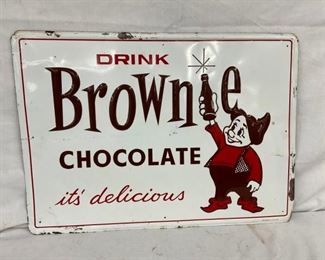 DRINK
Brownie
CHOCOLATE
it's delicious